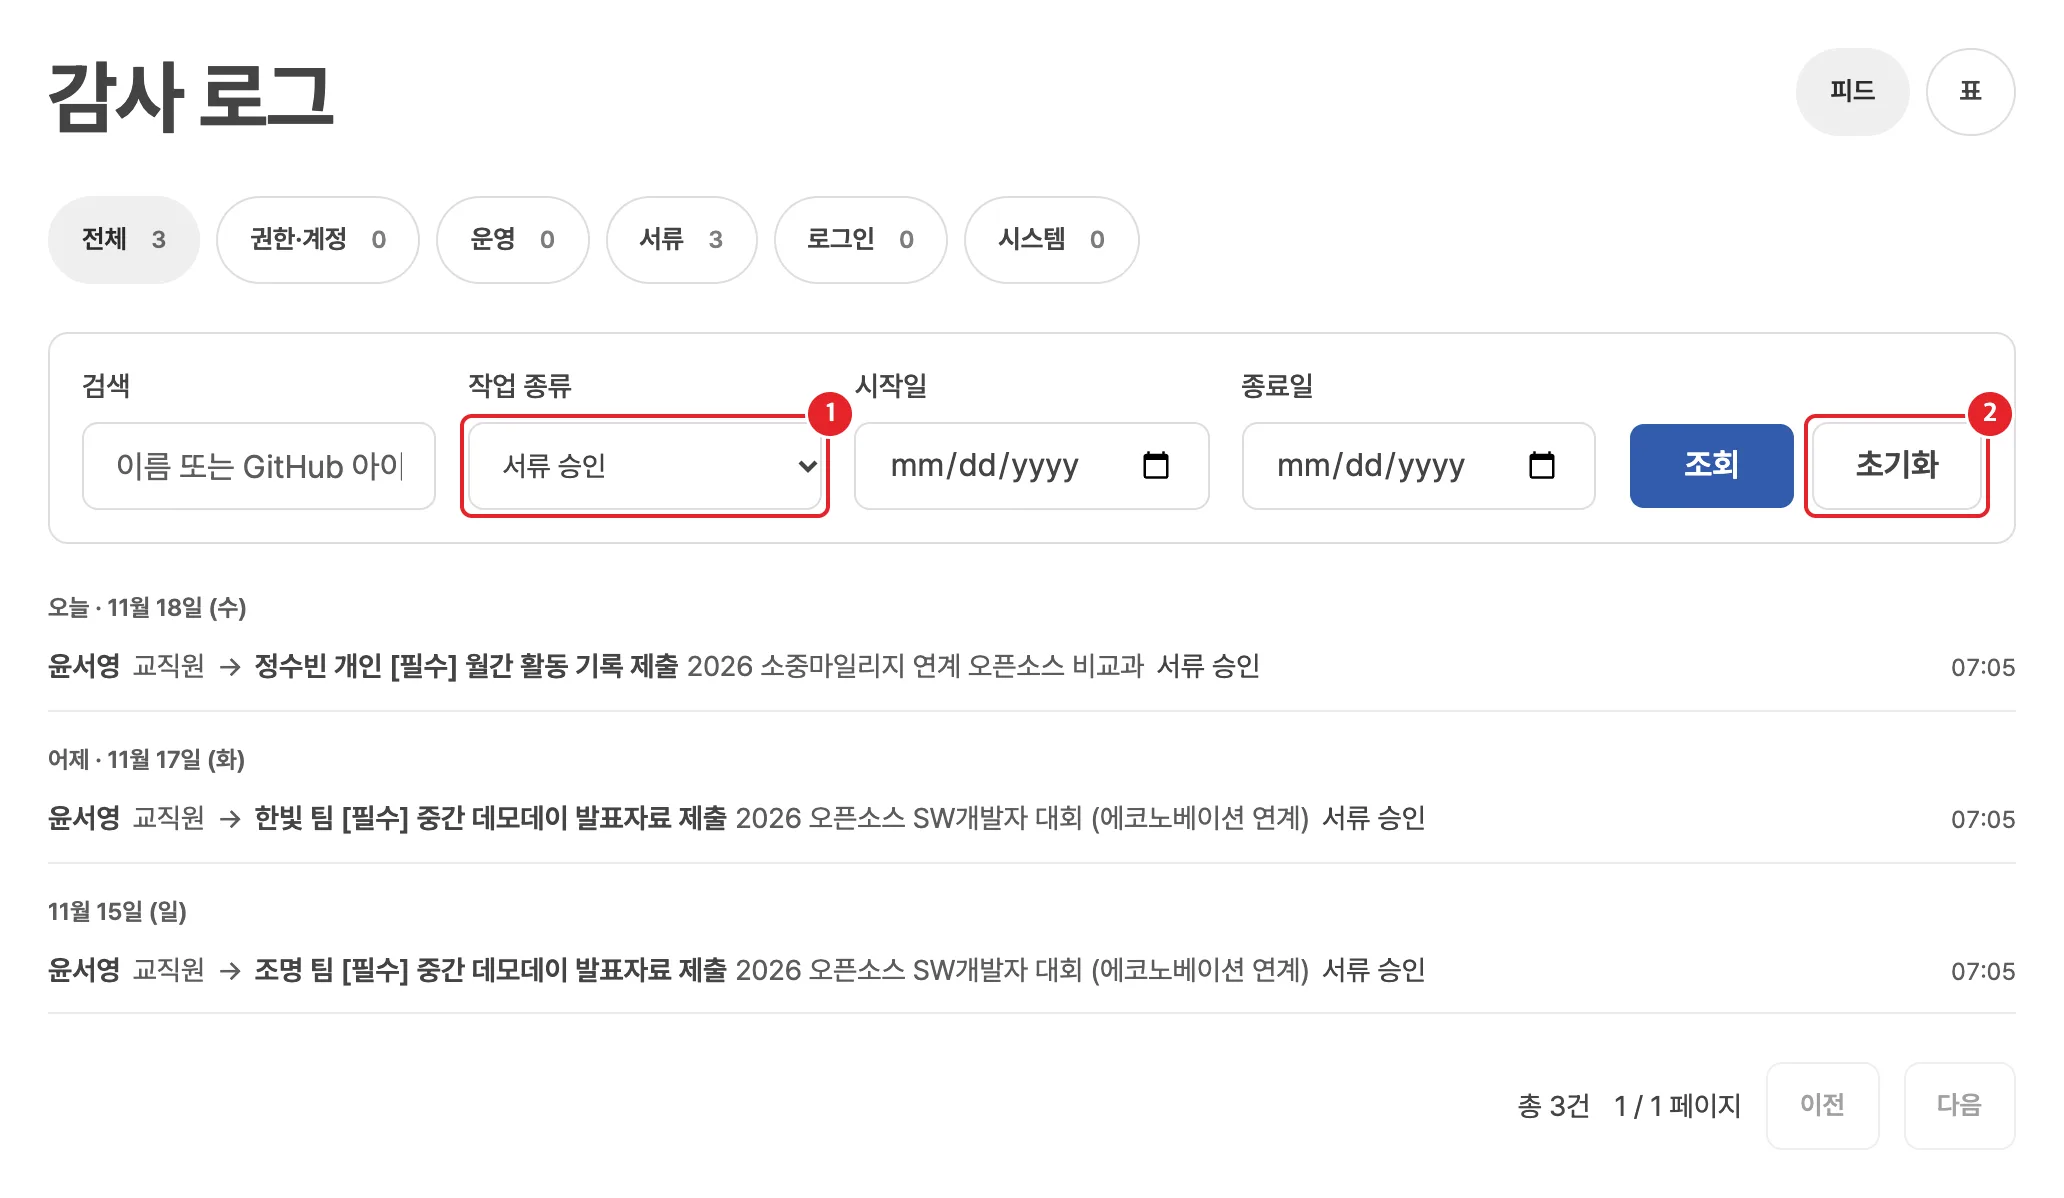 감사 로그
피드 표
전체 3 권한·계정 0 운영 0 서류 3 로그인 0 시스템 0
검색 작업 종류 시작일 종료일
1 2
이름 또는 GitHub 아이 서류 승인 mm/dd/yyyy mm/dd/yyyy 조회 초기화
오늘 · 11월 18일 (수)
윤서영 교직원 → 정수빈 개인 [필수] 월간 활동 기록 제출 2026 소중마일리지 연계 오픈소스 비교과 서류 승인 07:05
어제 · 11월 17일 (화)
윤서영 교직원 → 한빛 팀 [필수] 중간 데모데이 발표자료 제출 2026 오픈소스 SW개발자 대회 (에코노베이션 연계) 서류 승인 07:05
11월 15일 (일)
윤서영 교직원 → 조명 팀 [필수] 중간 데모데이 발표자료 제출 2026 오픈소스 SW개발자 대회 (에코노베이션 연계) 서류 승인 07:05
총 3건 1 / 1 페이지 이전 다음